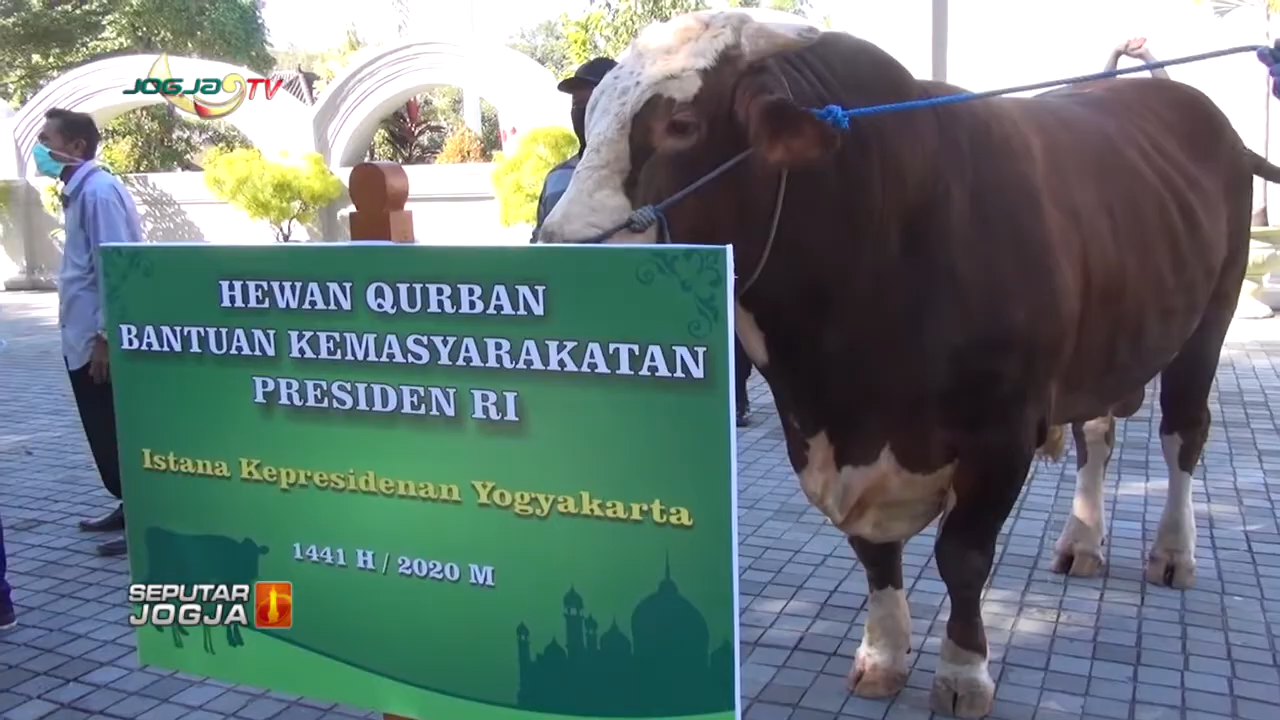 JOGJA TV
HEWAN QURBAN
BANTUAN KEMASYARAKATAN
PRESIDEN RI
Istana Kepresidenan Yogyakarta
1441 H / 2020 M
SEPUTAR
JOGJA